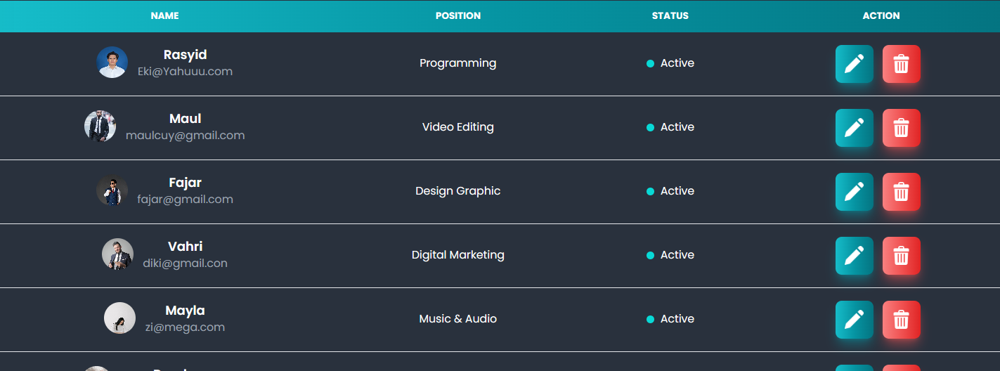 NAME POSITION STATUS ACTION
Rasyid
Eki@Yahuuu.com
Programming
Active
Maul
maulcuy@gmail.com
Video Editing
Active
Fajar
fajar@gmail.com
Design Graphic
Active
Vahri
diki@gmail.con
Digital Marketing
Active
Mayla
zi@mega.com
Music & Audio
Active